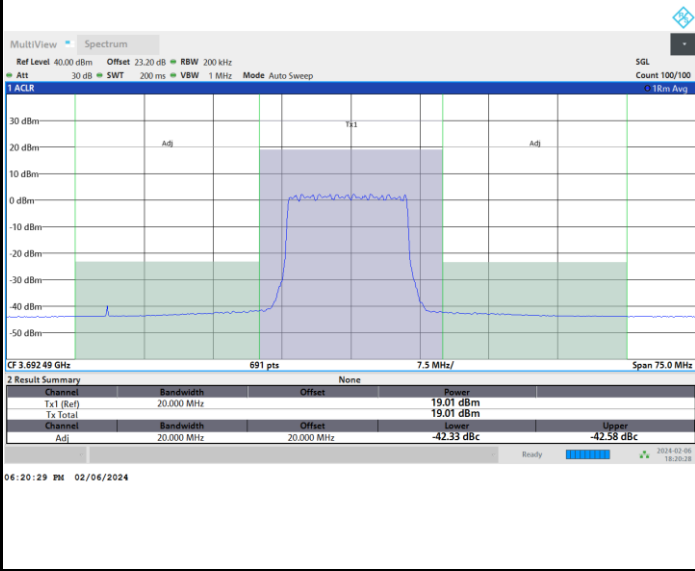 MultiView Spectrum
Ref Level 40.00 dBm Offset 23.20 dB RBW 200 kHz SGL
Att 30 dB SWT 200 ms VBW 1 MHz Mode Auto Sweep Count 100/100
1 ACLR 1Rm Avg
Tx1
Adj Adj
30 dBm
20 dBm
10 dBm
0 dBm
-10 dBm
-20 dBm
-30 dBm
-40 dBm
-50 dBm
CF 3.692 49 GHz 691 pts 7.5 MHz/ Span 75.0 MHz
2 Result Summary None
Channel Bandwidth Offset Power
Tx1 (Ref) 20.000 MHz 19.01 dBm
Tx Total 19.01 dBm
Channel Bandwidth Offset Lower Upper
Adj 20.000 MHz 20.000 MHz -42.33 dBc -42.58 dBc
Ready 2024-02-06
18:20:28
06:20:29 PM 02/06/2024